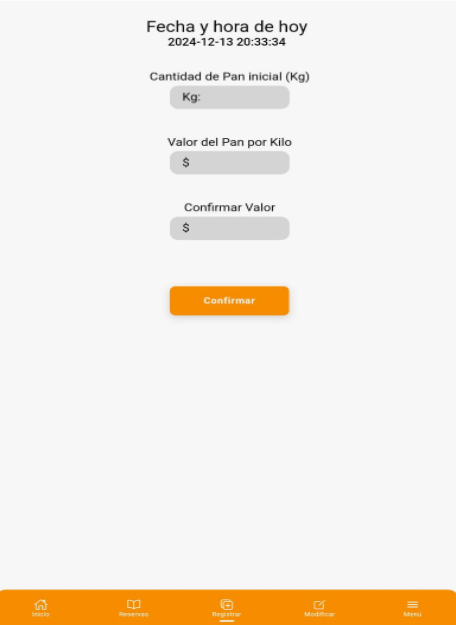 Fecha y hora de hoy
2024-12-13 20:33:34
Cantidad de Pan inicial (Kg)
Kg:
Valor del Pan por Kilo
$
Confirmar Valor
$
Confirmar
Inicio
Reservas
Registrar
Modificar
Menú